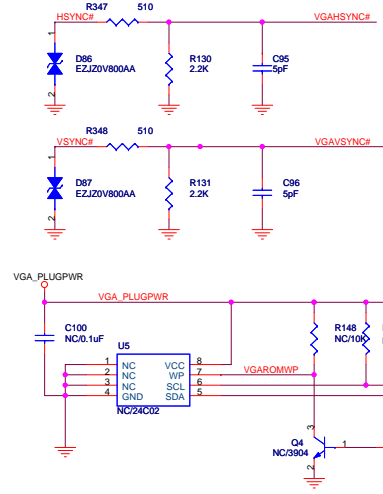 R347 510
HSYNC# VGAHSYNC#
1
D86
EZJZ0V800AA
2
R130
2.2K
C95
5pF
R348 510
VSYNC# VGAVSYNC#
1
D87
EZJZ0V800AA
2
R131
2.2K
C96
5pF
VGA_PLUGPWR
VGA_PLUGPWR
C100
NC/0.1uF
U5
1 NC VCC 8
2 NC WP 7
3 NC SCL 6
4 GND SDA 5
NC/24C02
VGAROMWP
R148
NC/10K
3
Q4
NC/3904
1
2